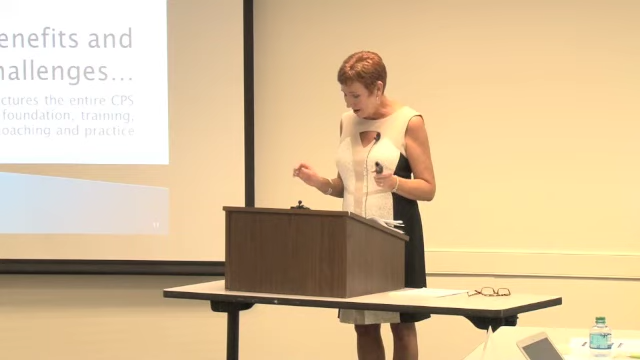 enefits and
hallenges...
ctures the entire CPS
foundation, training,
oaching and practice